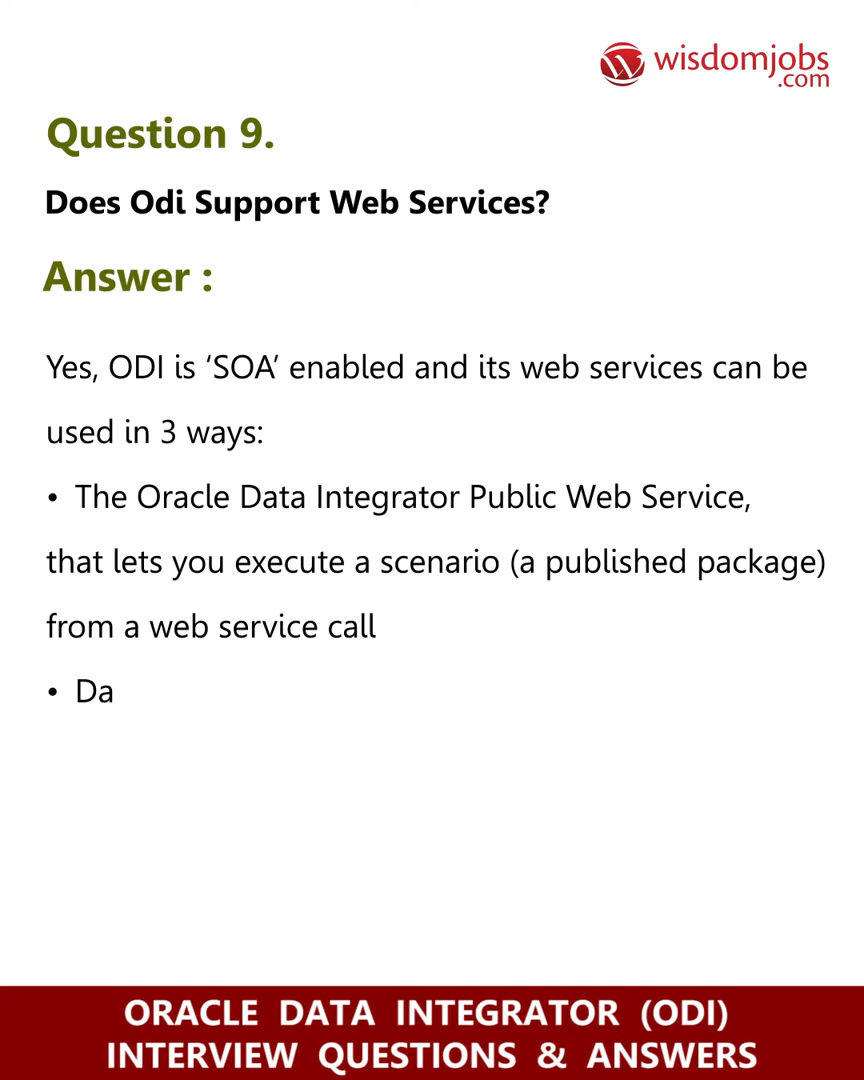 wisdomjobs
.com
Question 9.
Does Odi Support Web Services?
Answer :
Yes, ODI is ‘SOA’ enabled and its web services can be
used in 3 ways:
• The Oracle Data Integrator Public Web Service,
that lets you execute a scenario (a published package)
from a web service call
• Da
ORACLE DATA INTEGRATOR (ODI)
INTERVIEW QUESTIONS & ANSWERS